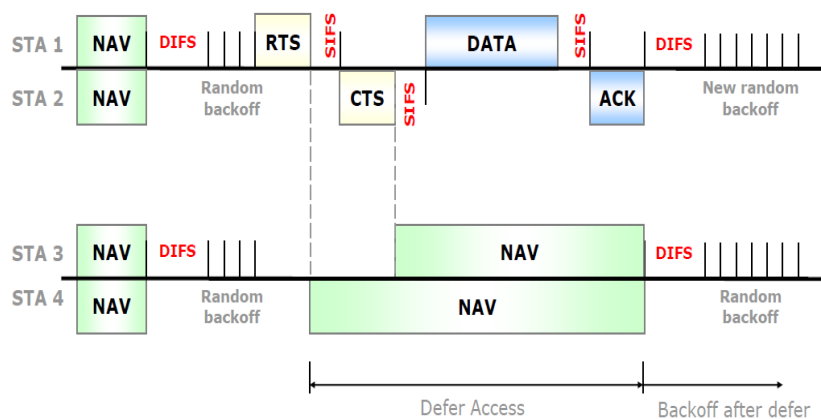 STA 1 NAV DIFS RTS SIFS DATA SIFS DIFS
Random backoff
New random backoff
STA 2 NAV CTS SIFS ACK
STA 3 NAV DIFS NAV DIFS
Random backoff
Random backoff
STA 4 NAV NAV
Defer Access
Backoff after defer